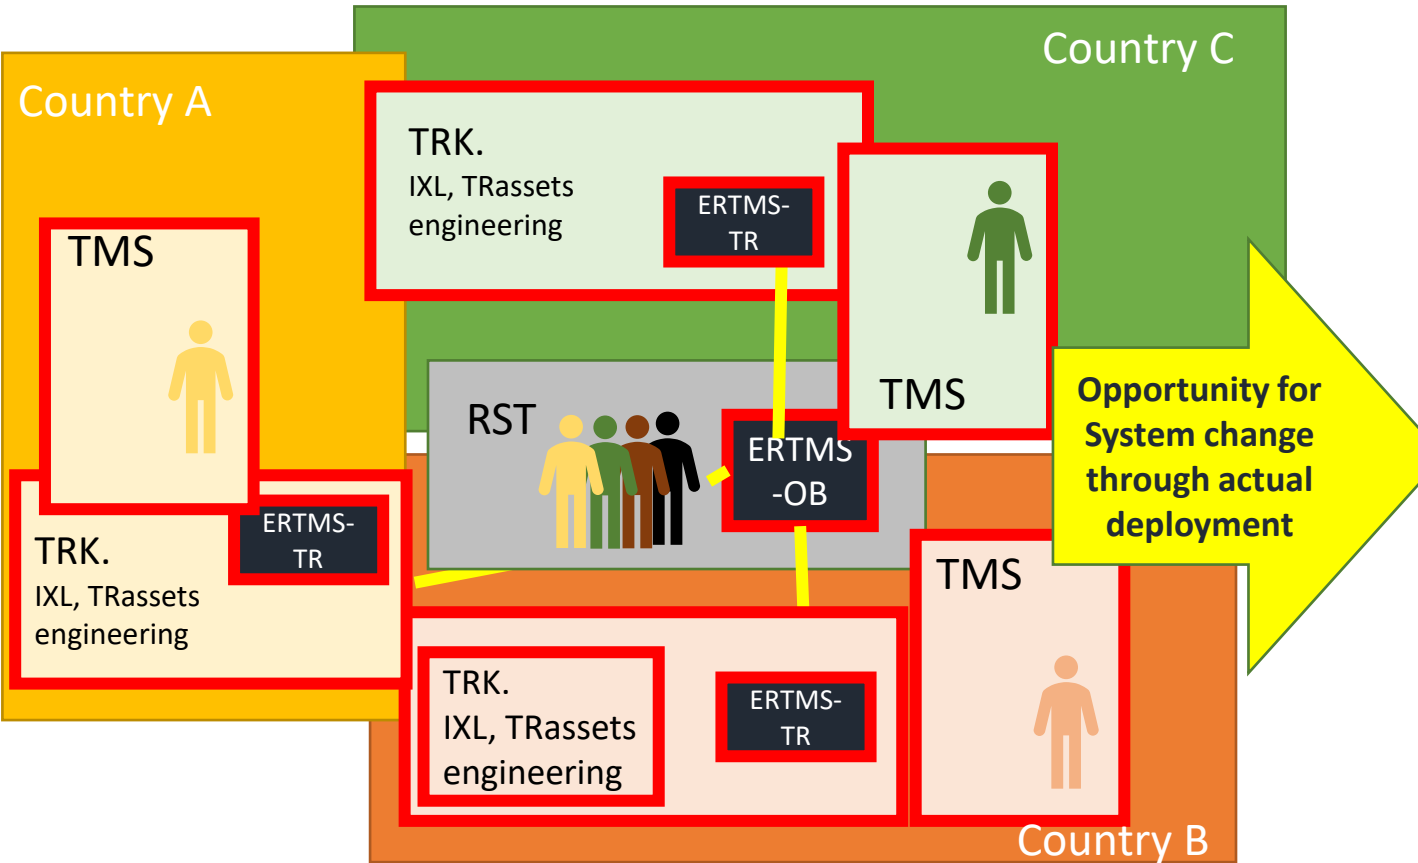 Country A
Country C
TRK.
IXL, TRassets
engineering
ERTMS-
TR
TMS
TMS
RST
ERTMS
-OB
Opportunity for
System change
through actual
deployment
TRK.
IXL, TRassets
engineering
ERTMS-
TR
TMS
TRK.
IXL, TRassets
engineering
ERTMS-
TR
Country B